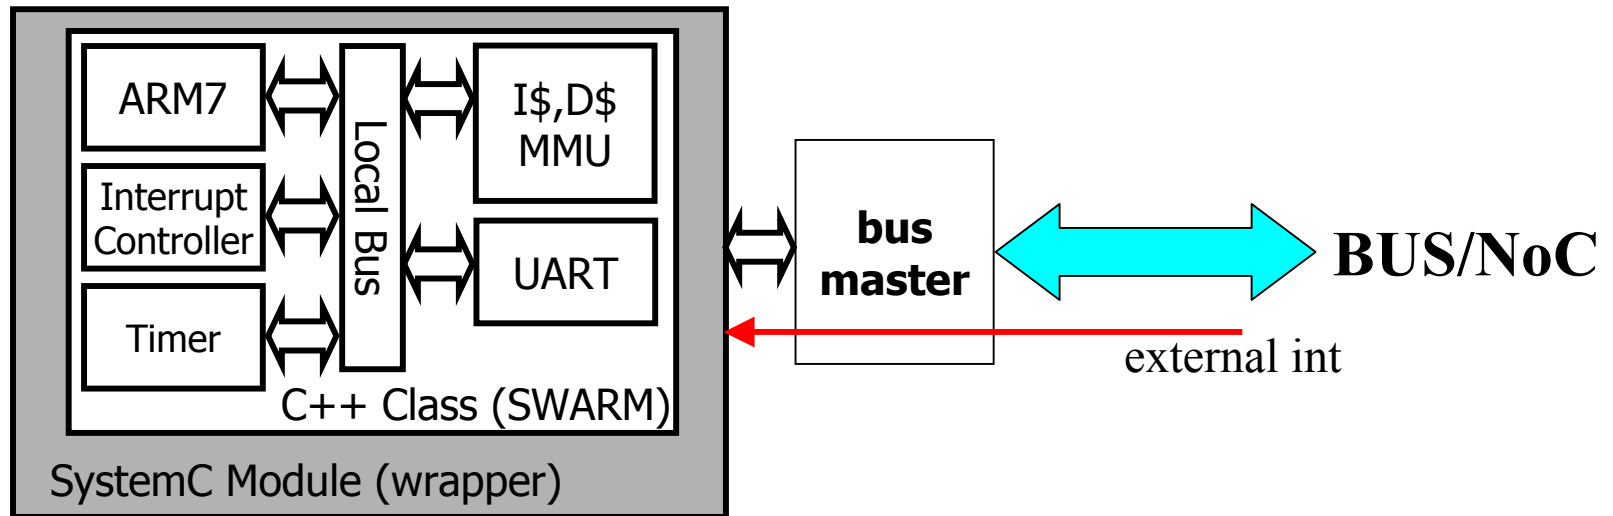 ARM7
Interrupt
Controller
Timer
Local Bus
I$,D$
MMU
UART
C++ Class (SWARM)
SystemC Module (wrapper)
bus
master
BUS/NoC
external int